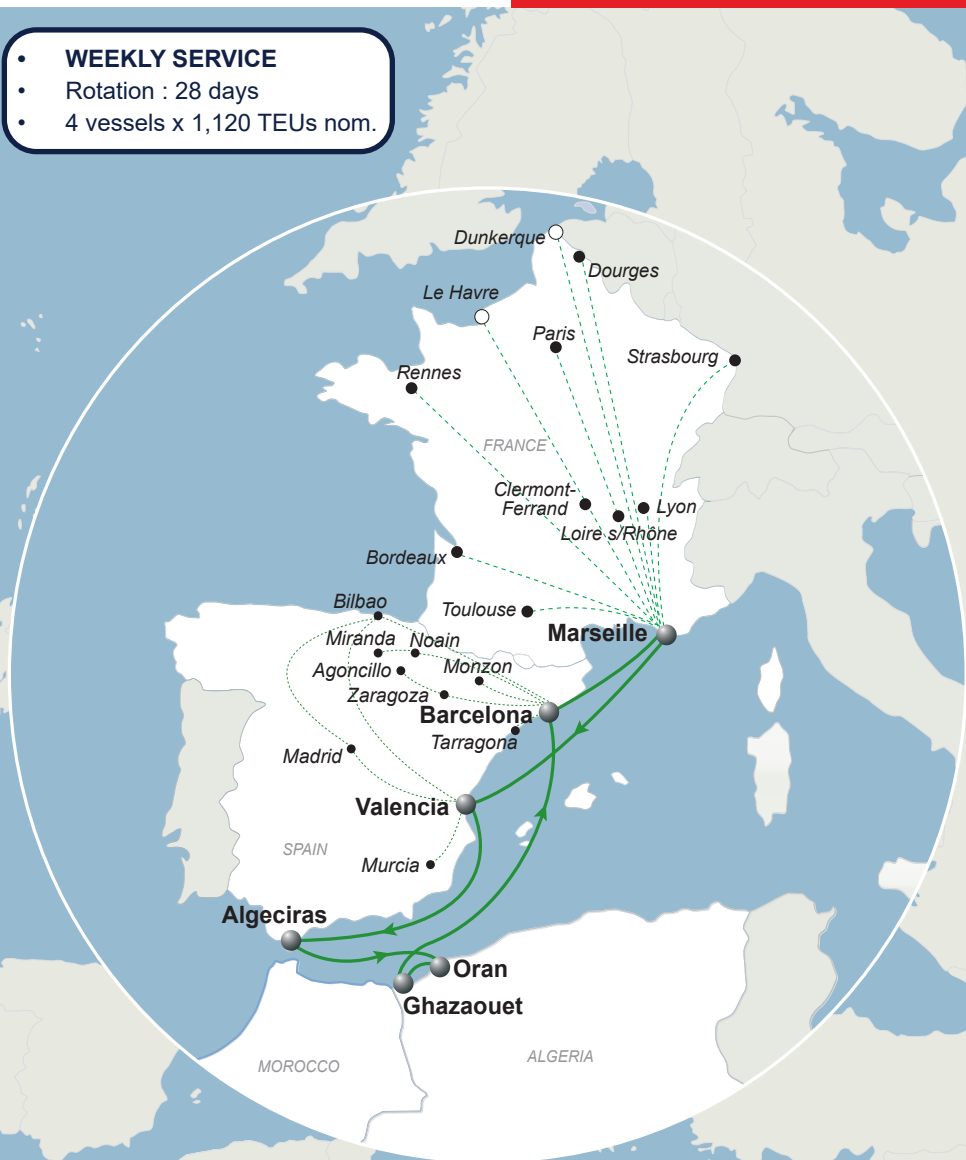 • WEEKLY SERVICE
• Rotation : 28 days
• 4 vessels x 1,120 TEUs nom.
Dunkerque
Dourges
Le Havre
Paris
Strasbourg
Rennes
FRANCE
Clermont-
Ferrand
Lyon
Loire s/Rhône
Bordeaux
Bilbao
Toulouse
Marseille
Miranda
Noain
Agoncillo
Monzon
Zaragoza
Barcelona
Tarragona
Madrid
Valencia
SPAIN
Murcia
Algeciras
Oran
Ghazaouet
MOROCCO
ALGERIA